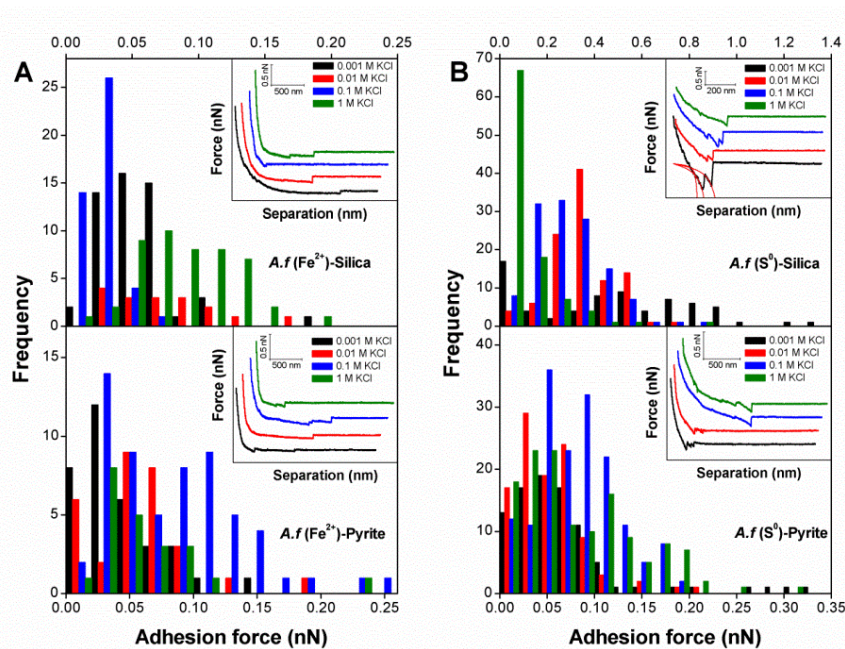 0.00 0.05 0.10 0.15 0.20 0.25
A
Frequency
25
20
15
10
5
0
Force (nN)
0.5 nN
500 nm
0.001 M KCl
0.01 M KCl
0.1 M KCl
1 M KCl
Separation (nm)
A.f (Fe²⁺)-Silica
15
10
5
0
Force (nN)
0.5 nN
500 nm
0.001 M KCl
0.01 M KCl
0.1 M KCl
1 M KCl
Separation (nm)
A.f (Fe²⁺)-Pyrite
0.00 0.05 0.10 0.15 0.20 0.25
Adhesion force (nN)
0.0 0.2 0.4 0.6 0.8 1.0 1.2 1.4
B
Frequency
70
60
50
40
30
20
10
0
Force (nN)
0.5 nN
200 nm
0.001 M KCl
0.01 M KCl
0.1 M KCl
1 M KCl
Separation (nm)
A.f (S⁰)-Silica
40
30
20
10
0
Force (nN)
0.5 nN
500 nm
0.001 M KCl
0.01 M KCl
0.1 M KCl
1 M KCl
Separation (nm)
A.f (S⁰)-Pyrite
0.00 0.05 0.10 0.15 0.20 0.25 0.30 0.35
Adhesion force (nN)